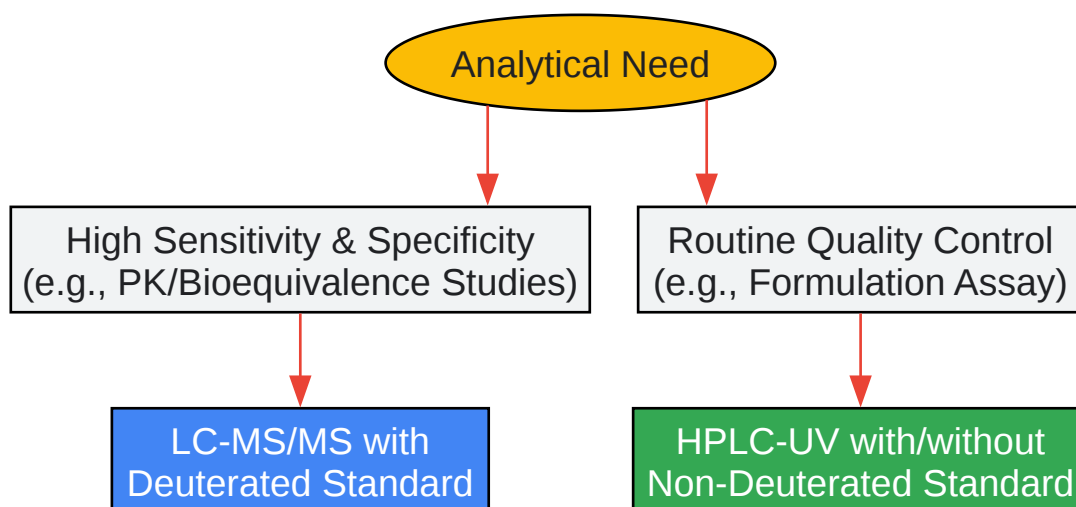 Analytical Need
High Sensitivity & Specificity
(e.g., PK/Bioequivalence Studies)
Routine Quality Control
(e.g., Formulation Assay)
LC-MS/MS with
Deuterated Standard
HPLC-UV with/without
Non-Deuterated Standard